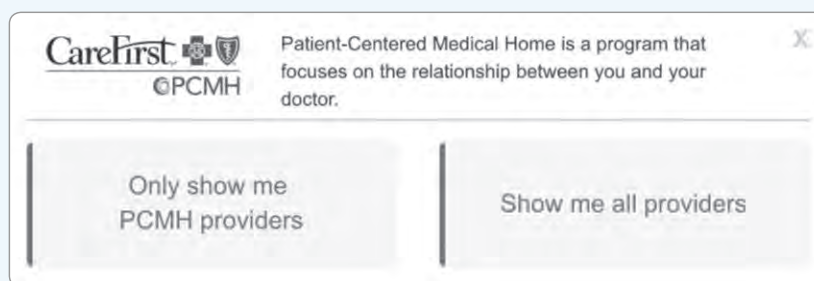 CareFirst
PCMH
Patient-Centered Medical Home is a program that
focuses on the relationship between you and your
doctor.
X
Only show me
PCMH providers
Show me all providers